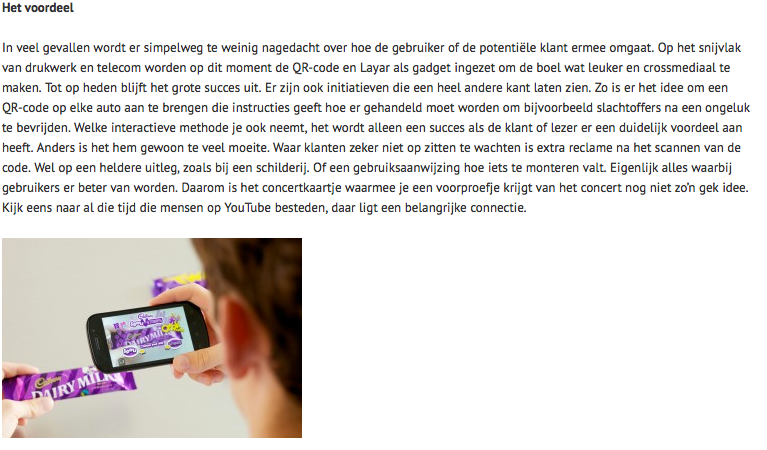 Het voordeel
In veel gevallen wordt er simpelweg te weinig nagedacht over hoe de gebruiker of de potentiële klant ermee omgaat. Op het snijvlak
van drukwerk en telecom worden op dit moment de QR-code en Layar als gadget ingezet om de boel wat leuker en crossmediaal te
maken. Tot op heden blijft het grote succes uit. Er zijn ook initiatieven die een heel andere kant laten zien. Zo is er het idee om een
QR-code op elke auto aan te brengen die instructies geeft hoe er gehandeld moet worden om bijvoorbeeld slachtoffers na een ongeluk
te bevrijden. Welke interactieve methode je ook neemt, het wordt alleen een succes als de klant of lezer er een duidelijk voordeel aan
heeft. Anders is het hem gewoon te veel moeite. Waar klanten zeker niet op zitten te wachten is extra reclame na het scannen van de
code. Wel op een heldere uitleg, zoals bij een schilderij. Of een gebruiksaanwijzing hoe iets te monteren valt. Eigenlijk alles waarbij
gebruikers er beter van worden. Daarom is het concertkaartje waarmee je een voorproefje krijgt van het concert nog niet zo'n gek idee.
Kijk eens naar al die tijd die mensen op YouTube besteden, daar ligt een belangrijke connectie.
Cadbury
DAIRY MILK
Cadbury
DAIRY MILK